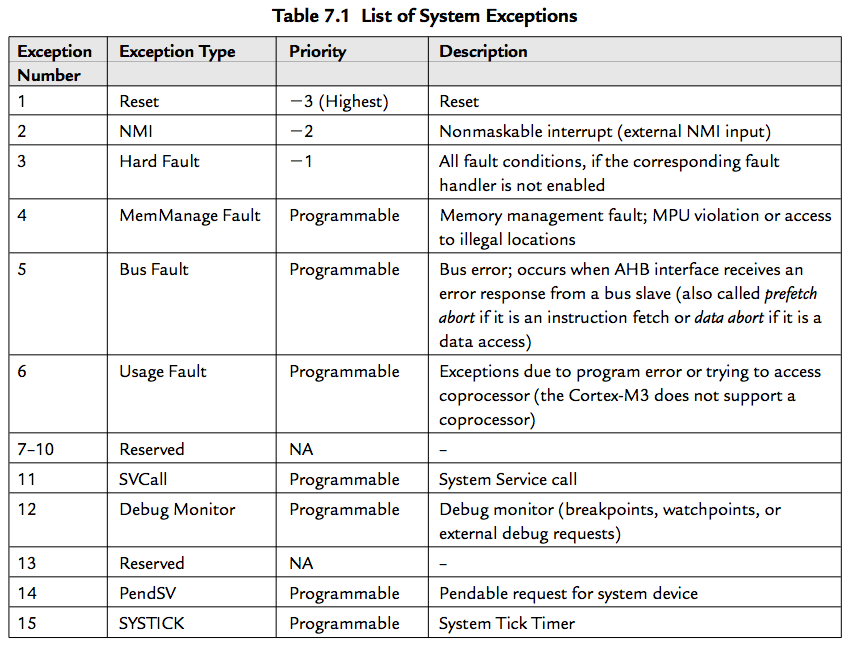 Table 7.1 List of System Exceptions
Exception Number Exception Type Priority Description
1 Reset −3 (Highest) Reset
2 NMI −2 Nonmaskable interrupt (external NMI input)
3 Hard Fault −1 All fault conditions, if the corresponding fault
handler is not enabled
4 MemManage Fault Programmable Memory management fault; MPU violation or access
to illegal locations
5 Bus Fault Programmable Bus error; occurs when AHB interface receives an
error response from a bus slave (also called prefetch
abort if it is an instruction fetch or data abort if it is a
data access)
6 Usage Fault Programmable Exceptions due to program error or trying to access
coprocessor (the Cortex-M3 does not support a
coprocessor)
7–10 Reserved NA –
11 SVCall Programmable System Service call
12 Debug Monitor Programmable Debug monitor (breakpoints, watchpoints, or
external debug requests)
13 Reserved NA –
14 PendSV Programmable Pendable request for system device
15 SYSTICK Programmable System Tick Timer